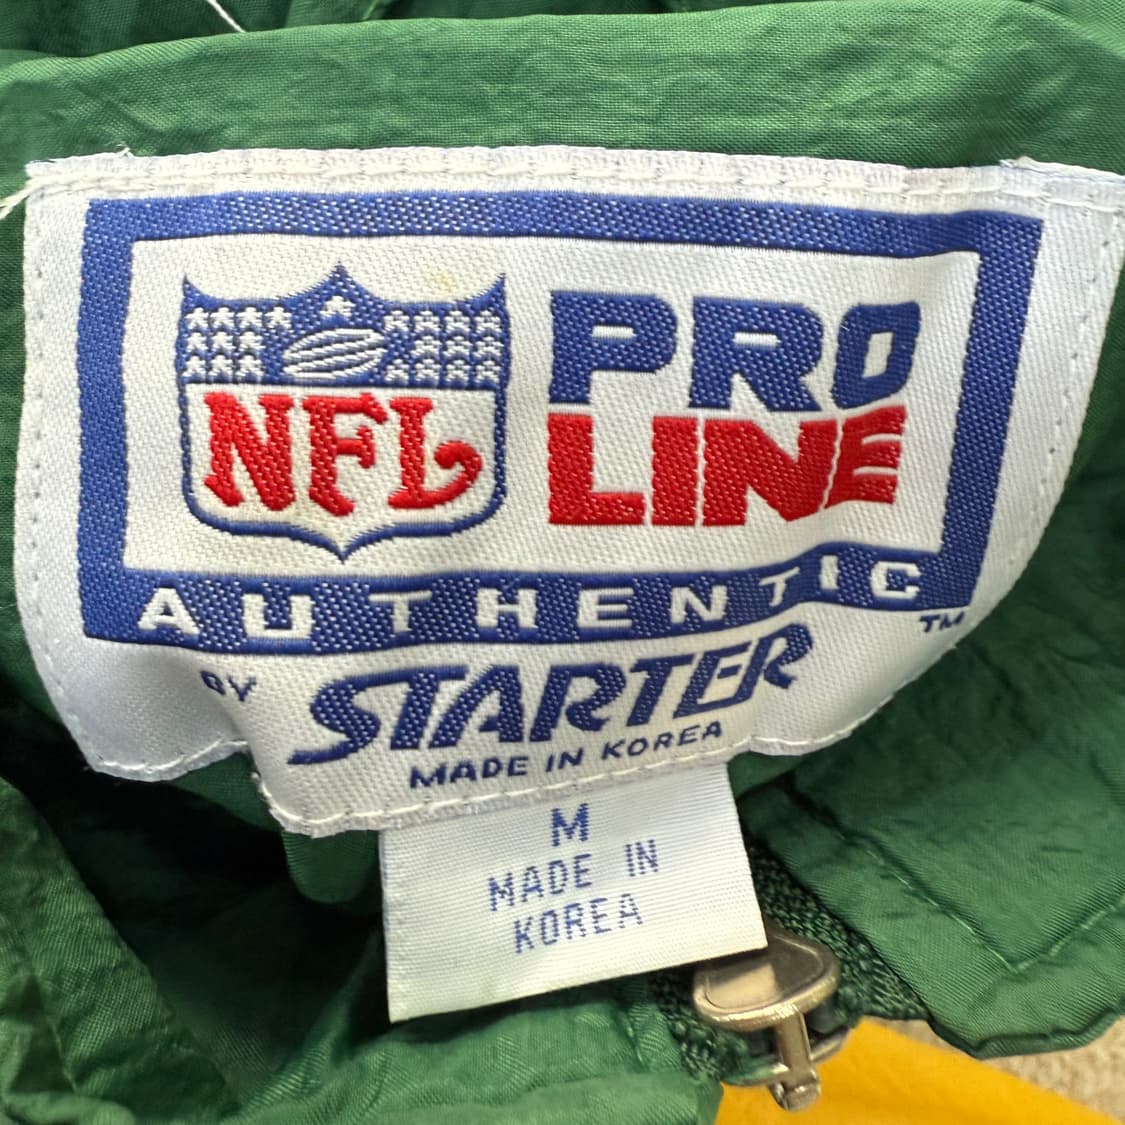 NFL
PRO
LINE
AUTHENTIC
TM
BY STARTER
MADE IN KOREA
M
MADE IN
KOREA